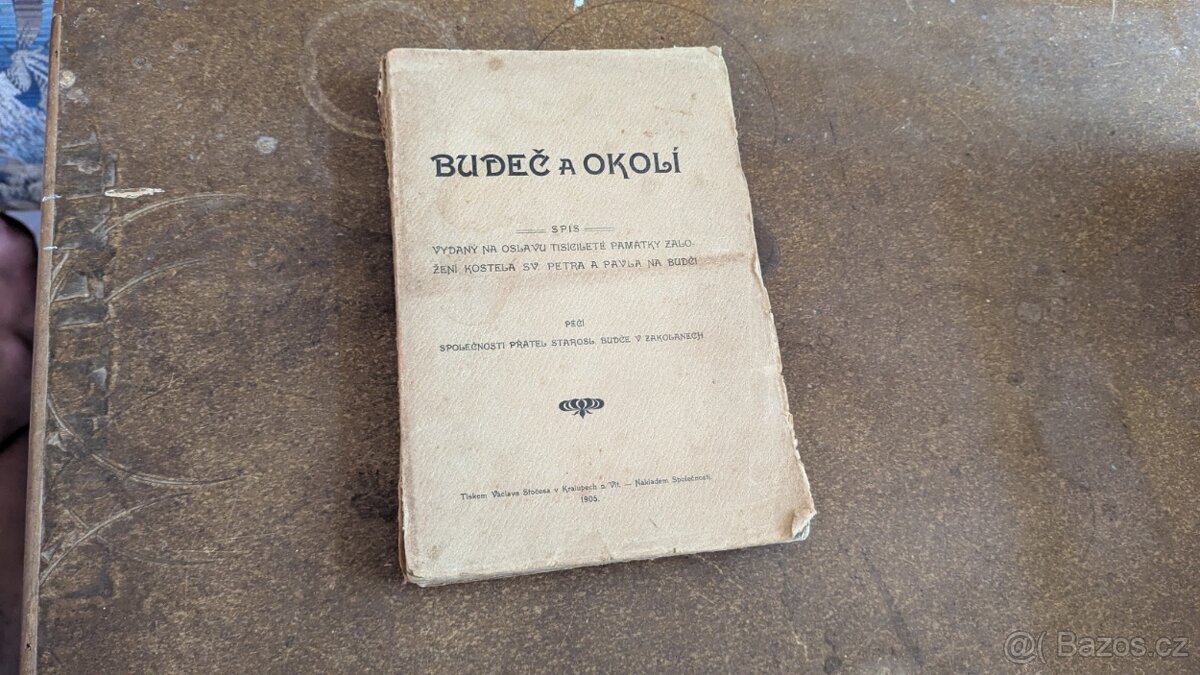 BUDEČ A OKOLÍ
SPIS
VYDANÝ NA OSLAVU TISÍCILETÉ PAMÁTKY ZALO-
ŽENÍ KOSTELA SV. PETRA A PAVLA NA BUDČI
PÉČÍ
SPOLEČNOSTI PŘÁTEL STAROSL. BUDČE V ZÁKOLANECH
Tiskem Václava Stočesa v Kralupech n. Vlt. — Nákladem Společnosti.
1905.
@( Bazos.cz